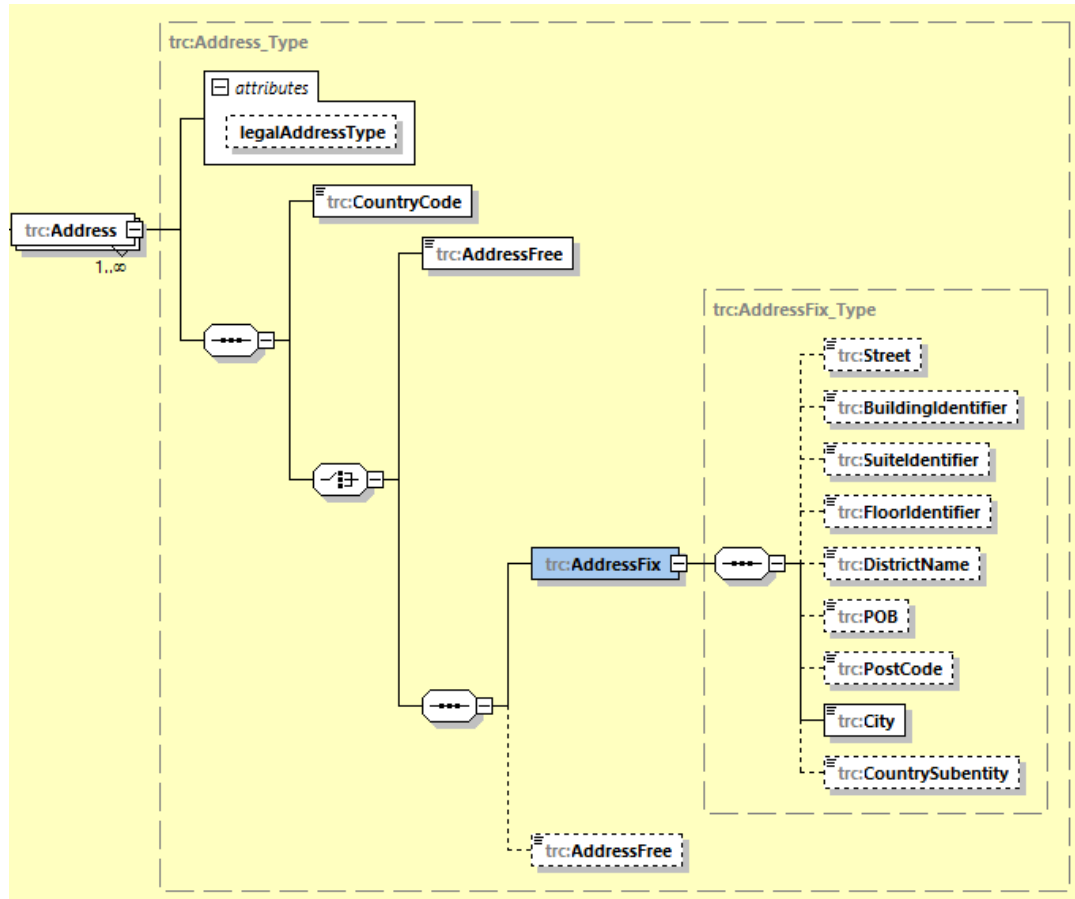 trc:Address_Type
attributes
legalAddressType
trc:CountryCode
trc:Address
1..∞
trc:AddressFree
trc:AddressFix_Type
trc:Street
trc:BuildingIdentifier
trc:SuiteIdentifier
trc:FloorIdentifier
trc:AddressFix
trc:DistrictName
trc:POB
trc:PostCode
trc:City
trc:CountrySubentity
trc:AddressFree